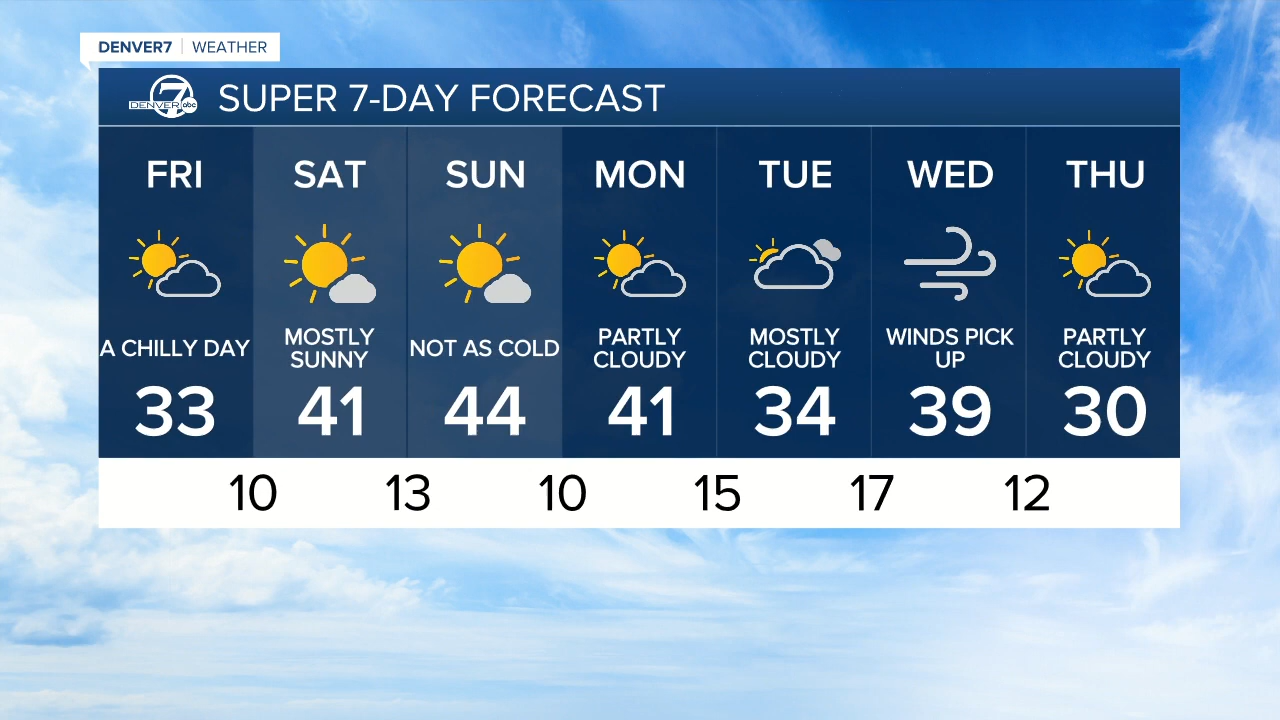 DENVER7 | WEATHER
DENVER 7 abc
SUPER 7-DAY FORECAST
FRI SAT SUN MON TUE WED THU
A CHILLY DAY
MOSTLY
SUNNY
NOT AS COLD
PARTLY
CLOUDY
MOSTLY
CLOUDY
WINDS PICK
UP
PARTLY
CLOUDY
33 41 44 41 34 39 30
10 13 10 15 17 12